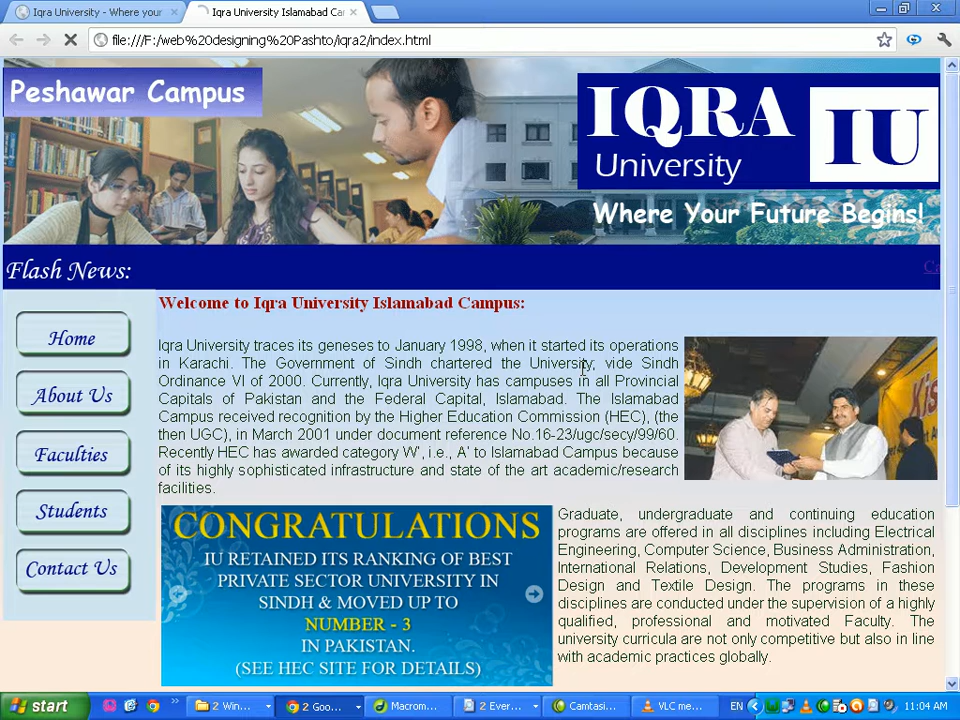 Iqra University - Where your
Iqra University Islamabad Car
file:///F:/web%20designing%20Pashto/iqra2/index.html
Peshawar Campus
IQRA
University
IU
Where Your Future Begins!
Flash News:
Ca
Home
About Us
Faculties
Students
Contact Us
Welcome to Iqra University Islamabad Campus:
Iqra University traces its geneses to January 1998, when it started its operations
in Karachi. The Government of Sindh chartered the University, vide Sindh
Ordinance VI of 2000. Currently, Iqra University has campuses in all Provincial
Capitals of Pakistan and the Federal Capital, Islamabad. The Islamabad
Campus received recognition by the Higher Education Commission (HEC), (the
then UGC), in March 2001 under document reference No.16-23/ugc/secy/99/60.
Recently HEC has awarded category W', i.e., A' to Islamabad Campus because
of its highly sophisticated infrastructure and state of the art academic/research
facilities.
CONGRATULATIONS
IU RETAINED ITS RANKING OF BEST
PRIVATE SECTOR UNIVERSITY IN
SINDH & MOVED UP TO
NUMBER - 3
IN PAKISTAN.
(SEE HEC SITE FOR DETAILS)
Graduate, undergraduate and continuing education
programs are offered in all disciplines including Electrical
Engineering, Computer Science, Business Administration,
International Relations, Development Studies, Fashion
Design and Textile Design. The programs in these
disciplines are conducted under the supervision of a highly
qualified, professional and motivated Faculty. The
university curricula are not only competitive but also in line
with academic practices globally.
start
2 Win...
2 Goo...
Macrom...
2 Ever...
Camtasi...
VLC me...
EN
11:04 AM